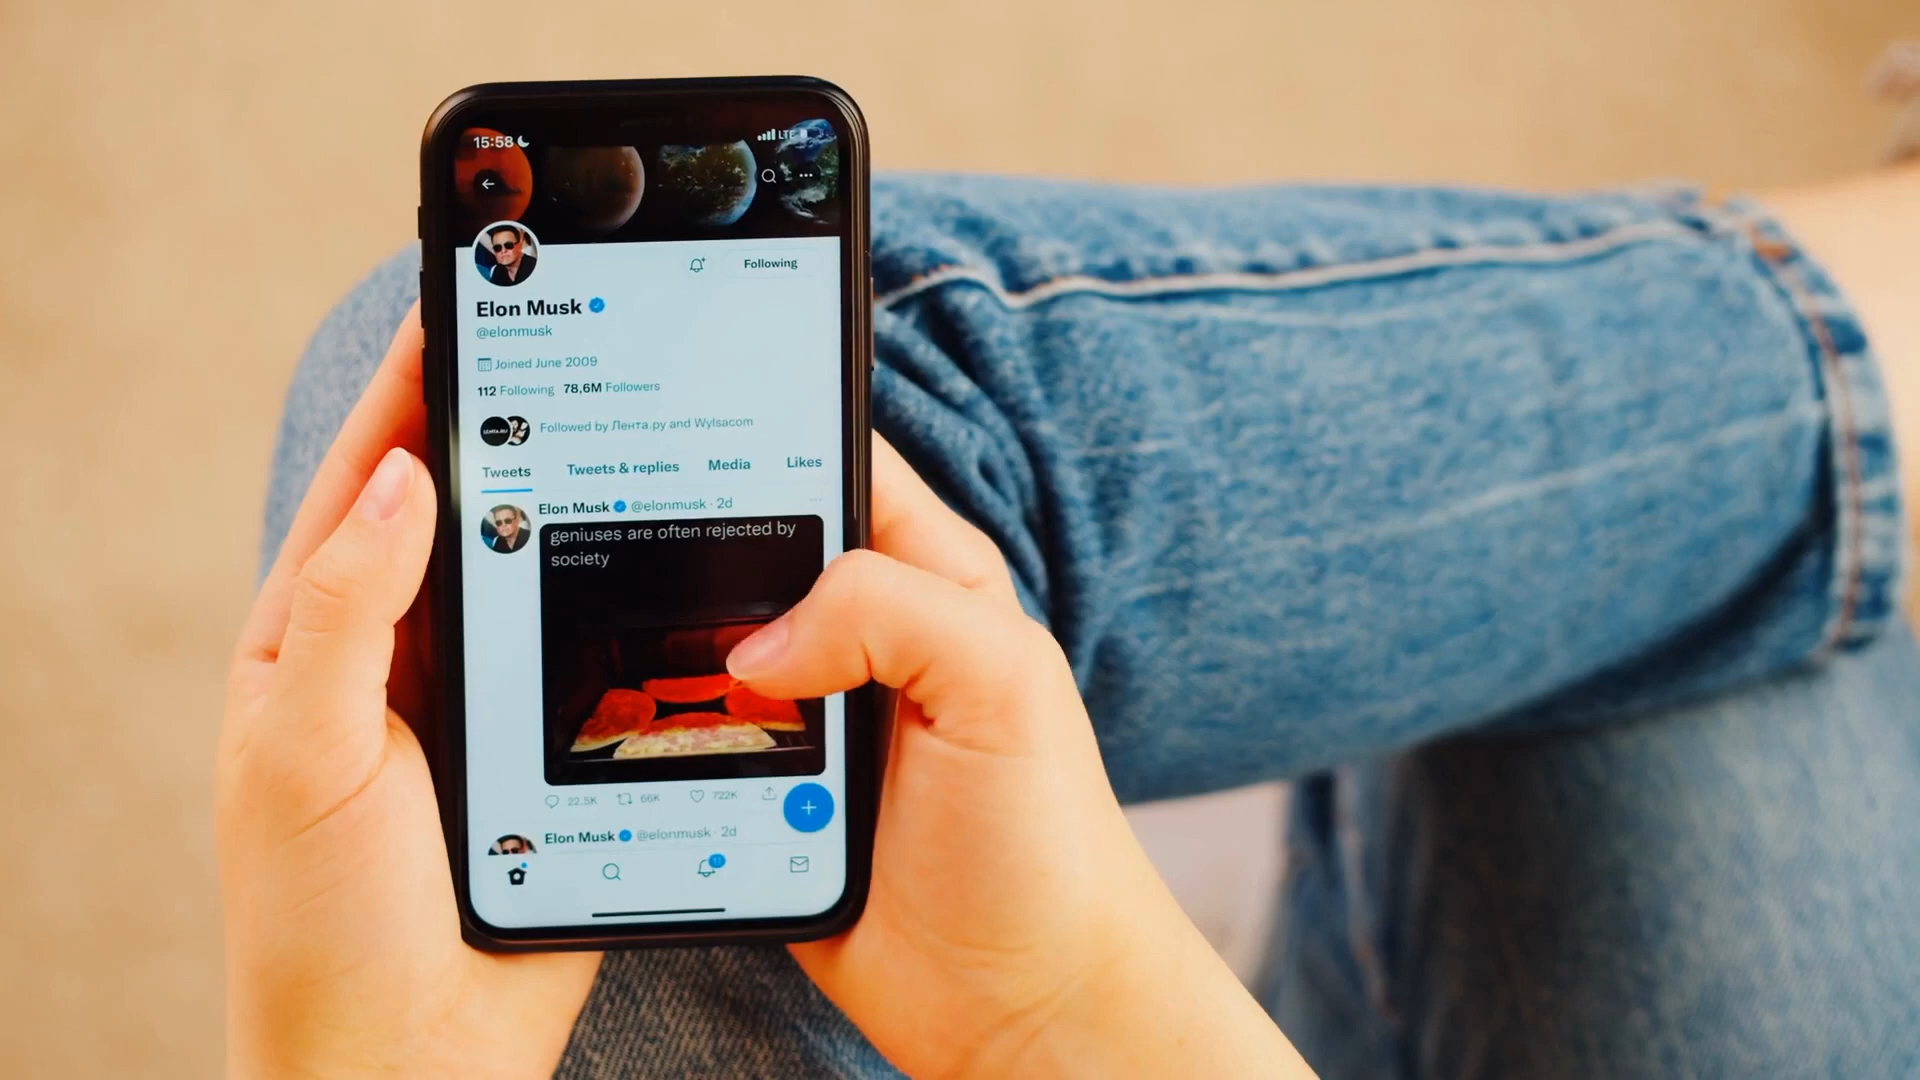 15:58
LTE
Following
Elon Musk
@elonmusk
Joined June 2009
112 Following 78,6M Followers
Followed by Лента.ру and Wylsacom
Tweets Tweets & replies Media Likes
Elon Musk @elonmusk · 2d
geniuses are often rejected by
society
22.5K 66K 722K
Elon Musk @elonmusk · 2d